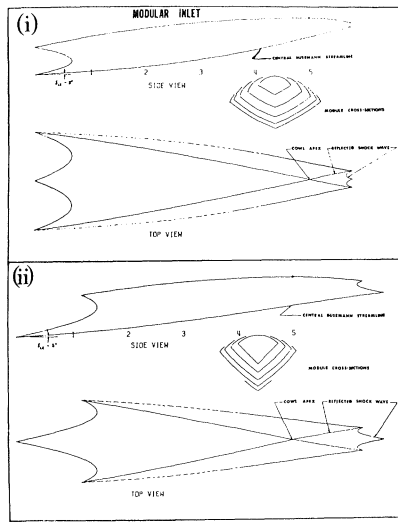 (i)
MODULAR INLET
CENTRAL BUSEMANN STREAMLINE
1 2 3 4 5
SIDE VIEW
MODULE CROSS-SECTIONS
COWL APEX
REFLECTED SHOCK WAVE
TOP VIEW
(ii)
CENTRAL BUSEMANN STREAMLINE
1 2 3 4 5
SIDE VIEW
MODULE CROSS-SECTIONS
COWL APEX
REFLECTED SHOCK WAVE
TOP VIEW